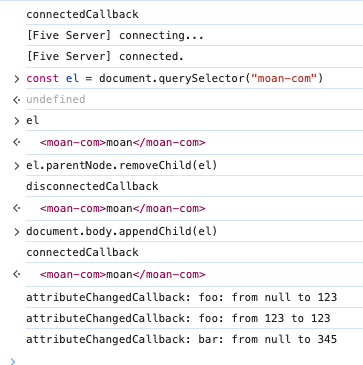 connectedCallback
[Five Server] connecting...
[Five Server] connected.
> const el = document.querySelector("moan-com")
undefined
> el
<moan-com>moan</moan-com>
> el.parentNode.removeChild(el)
disconnectedCallback
<moan-com>moan</moan-com>
> document.body.appendChild(el)
connectedCallback
<moan-com>moan</moan-com>
attributeChangedCallback: foo: from null to 123
attributeChangedCallback: foo: from 123 to 123
attributeChangedCallback: bar: from null to 345
>